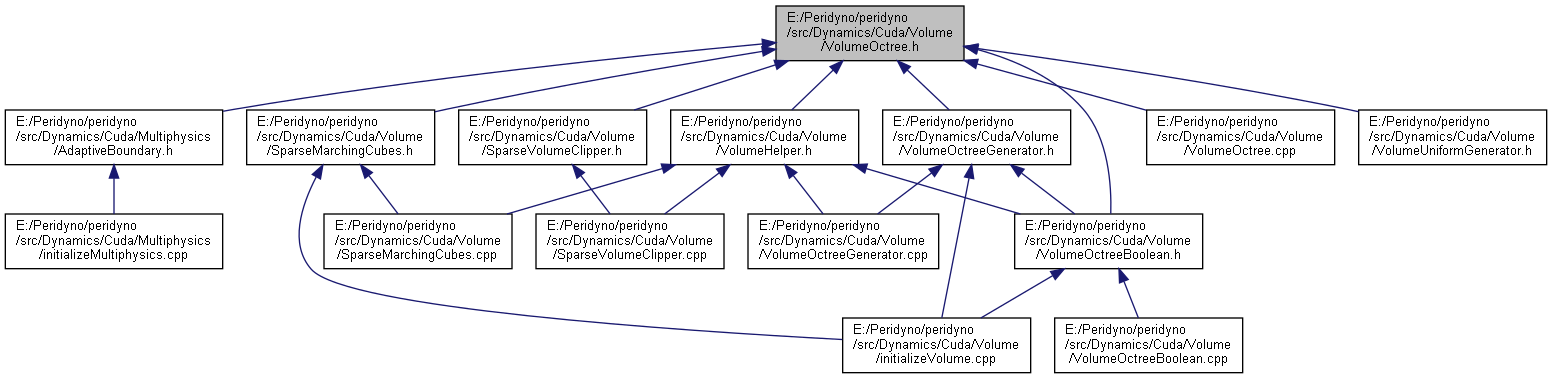 E:/Peridyno/peridyno
/src/Dynamics/Cuda/Volume
/VolumeOctree.h
E:/Peridyno/peridyno
/src/Dynamics/Cuda/Multiphysics
/AdaptiveBoundary.h
E:/Peridyno/peridyno
/src/Dynamics/Cuda/Volume
/SparseMarchingCubes.h
E:/Peridyno/peridyno
/src/Dynamics/Cuda/Volume
/SparseVolumeClipper.h
E:/Peridyno/peridyno
/src/Dynamics/Cuda/Volume
/VolumeHelper.h
E:/Peridyno/peridyno
/src/Dynamics/Cuda/Volume
/VolumeOctreeGenerator.h
E:/Peridyno/peridyno
/src/Dynamics/Cuda/Volume
/VolumeOctree.cpp
E:/Peridyno/peridyno
/src/Dynamics/Cuda/Volume
/VolumeUniformGenerator.h
E:/Peridyno/peridyno
/src/Dynamics/Cuda/Multiphysics
/initializeMultiphysics.cpp
E:/Peridyno/peridyno
/src/Dynamics/Cuda/Volume
/SparseMarchingCubes.cpp
E:/Peridyno/peridyno
/src/Dynamics/Cuda/Volume
/SparseVolumeClipper.cpp
E:/Peridyno/peridyno
/src/Dynamics/Cuda/Volume
/VolumeOctreeGenerator.cpp
E:/Peridyno/peridyno
/src/Dynamics/Cuda/Volume
/VolumeOctreeBoolean.h
E:/Peridyno/peridyno
/src/Dynamics/Cuda/Volume
/initializeVolume.cpp
E:/Peridyno/peridyno
/src/Dynamics/Cuda/Volume
/VolumeOctreeBoolean.cpp